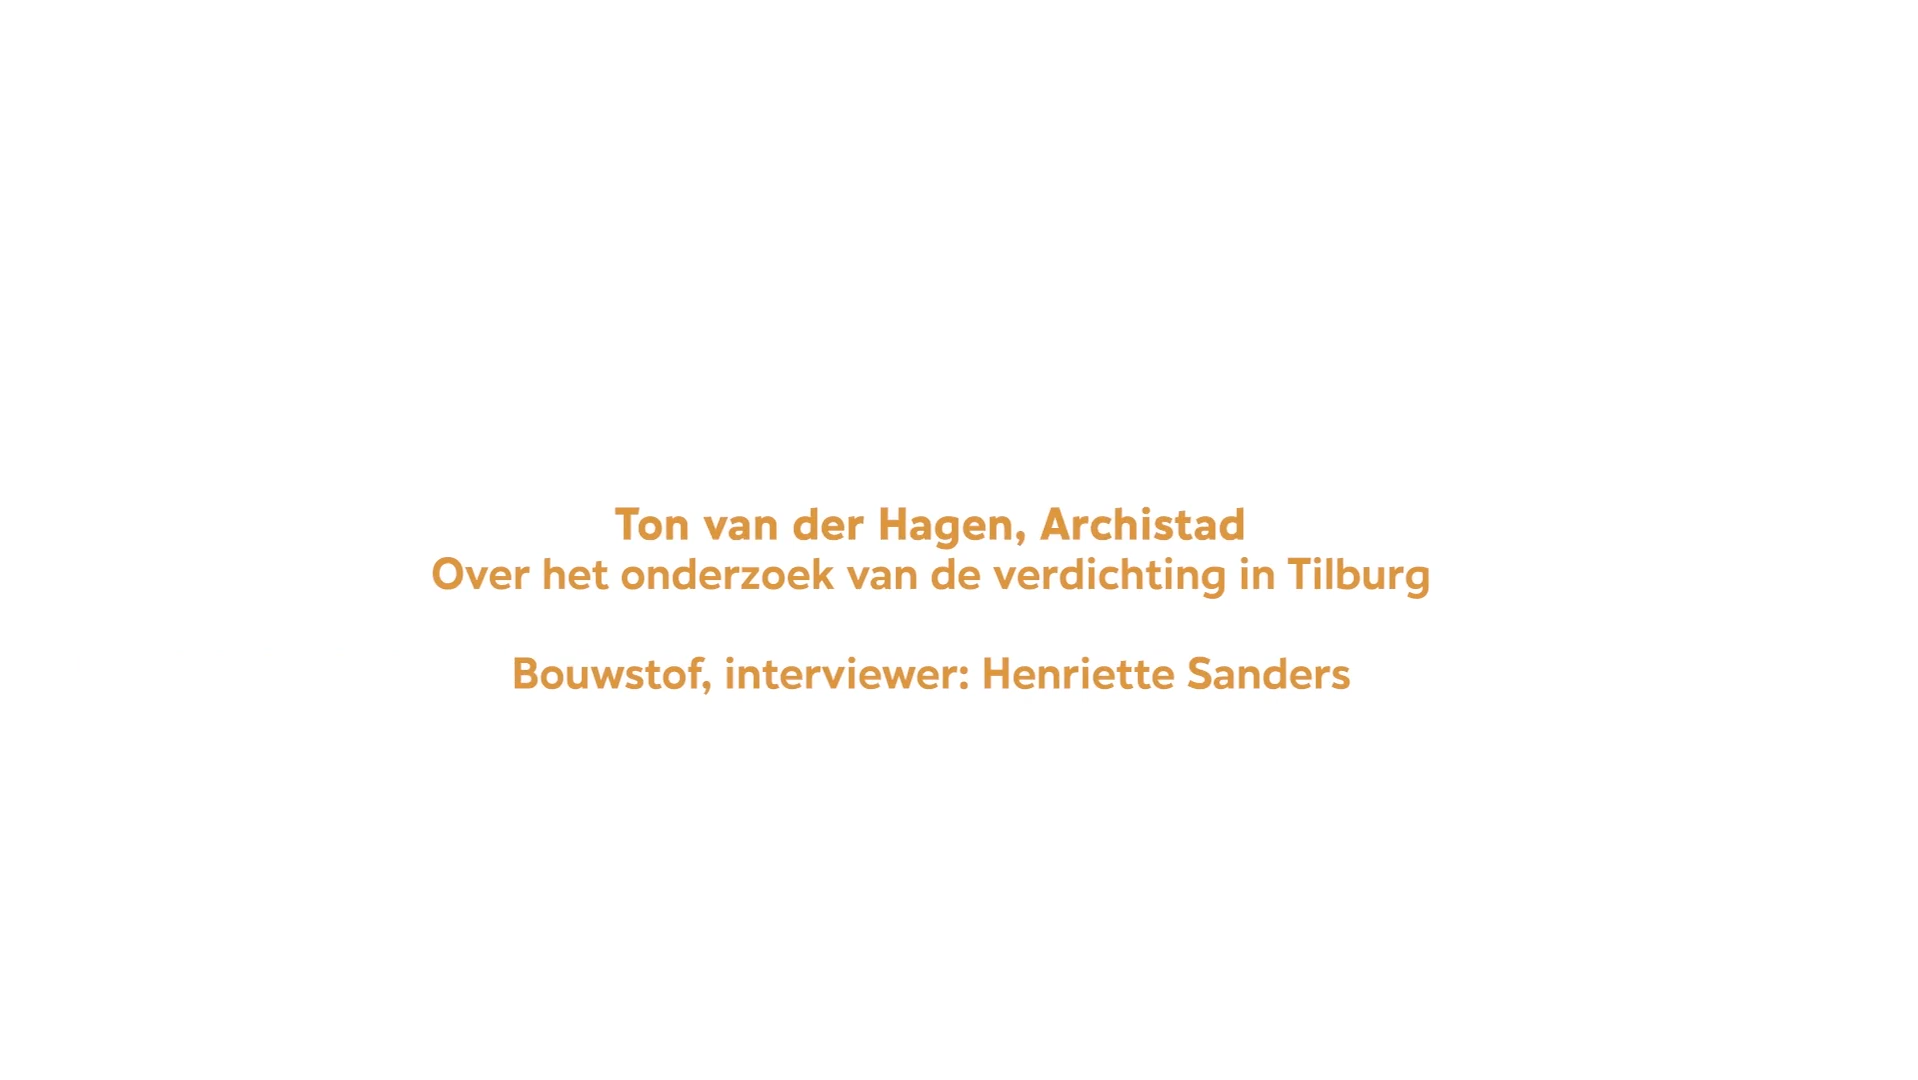 Ton van der Hagen, Archistad
Over het onderzoek van de verdichting in Tilburg
Bouwstof, interviewer: Henriette Sanders